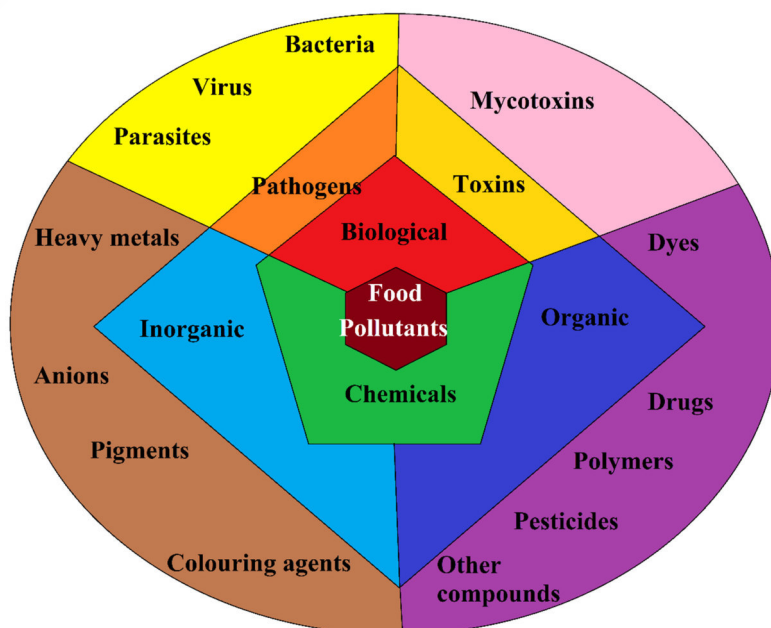 Bacteria
Virus
Mycotoxins
Parasites
Pathogens
Toxins
Biological
Heavy metals
Dyes
Food
Pollutants
Inorganic
Organic
Anions
Chemicals
Drugs
Pigments
Polymers
Pesticides
Colouring agents
Other
compounds